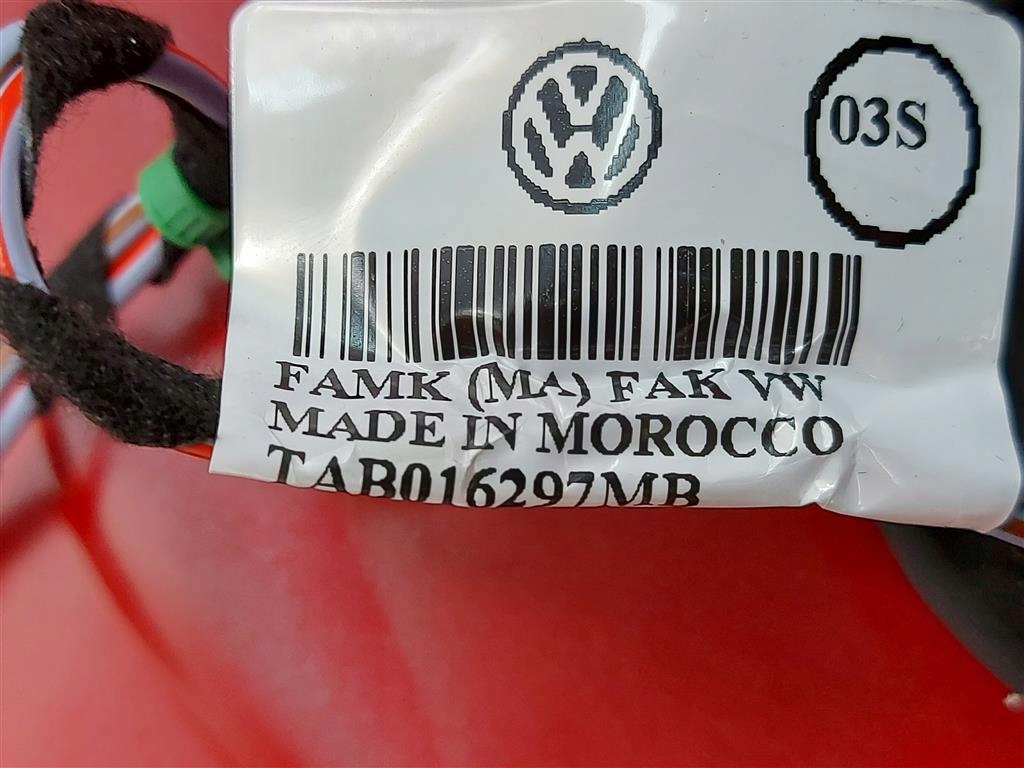 03S
FAMK (MA) FAK VW
MADE IN MOROCCO
TAB016297MB